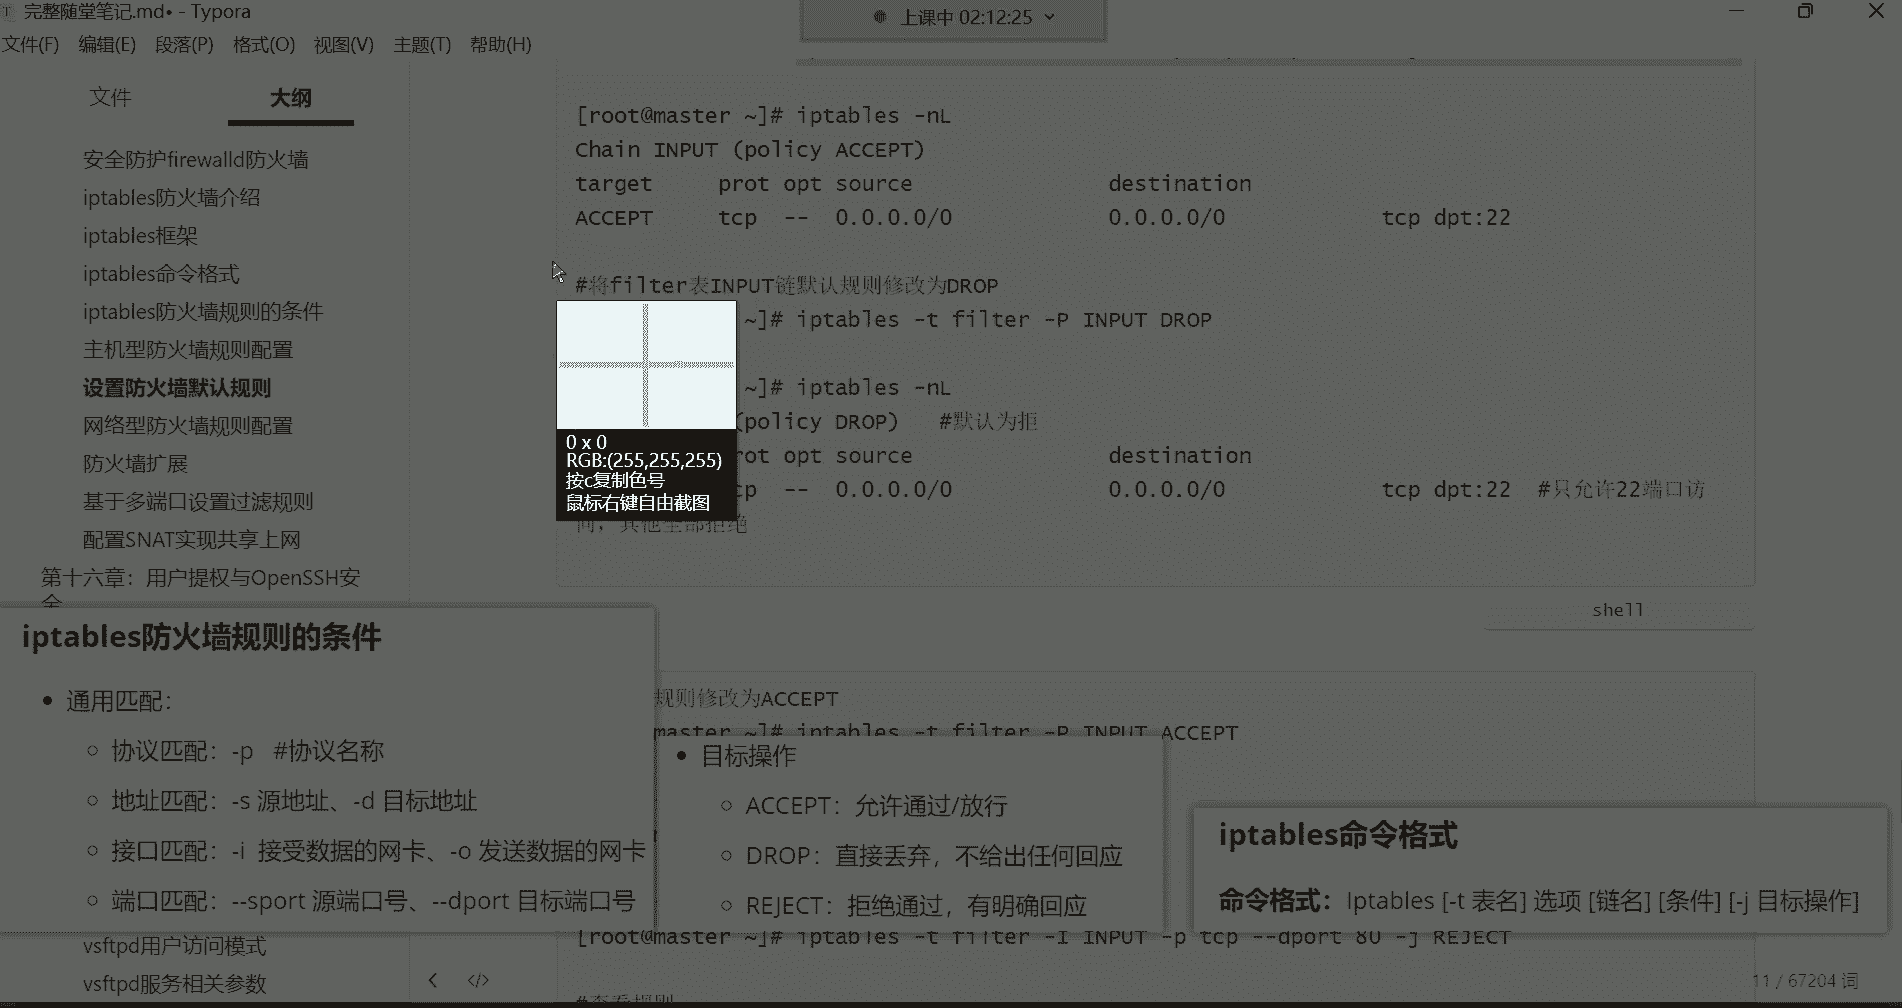 完整随堂笔记.md• - Typora
上课中 02:12:25
文件(F) 编辑(E) 段落(P) 格式(O) 视图(V) 主题(T) 帮助(H)
文件 大纲
安全防护firewalld防火墙
iptables防火墙介绍
iptables框架
iptables命令格式
iptables防火墙规则的条件
主机型防火墙规则配置
设置防火墙默认规则
网络型防火墙规则配置
防火墙扩展
基于多端口设置过滤规则
配置SNAT实现共享上网
第十六章：用户提权与OpenSSH安
全
[root@master ~]# iptables -nL
Chain INPUT (policy ACCEPT)
target prot opt source destination
ACCEPT tcp -- 0.0.0.0/0 0.0.0.0/0 tcp dpt:22
#将filter表INPUT链默认规则修改为DROP
~]# iptables -t filter -P INPUT DROP
~]# iptables -nL
(policy DROP) #默认为拒
rot opt source destination
cp -- 0.0.0.0/0 0.0.0.0/0 tcp dpt:22 #只允许22端口访
问，其他全部拒绝
0 x 0
RGB:(255,255,255)
按c复制色号
鼠标右键自由截图
shell
规则修改为ACCEPT
master ~]# iptables -t filter -P INPUT ACCEPT
iptables防火墙规则的条件
• 通用匹配：
○ 协议匹配：-p #协议名称
○ 地址匹配：-s 源地址、-d 目标地址
○ 接口匹配：-i 接受数据的网卡、-o 发送数据的网卡
○ 端口匹配：--sport 源端口号、--dport 目标端口号
• 目标操作
○ ACCEPT：允许通过/放行
○ DROP：直接丢弃，不给出任何回应
○ REJECT：拒绝通过，有明确回应
iptables命令格式
命令格式：Iptables [-t 表名] 选项 [链名] [条件] [-j 目标操作]
[root@master ~]# iptables -t filter -I INPUT -p tcp --dport 80 -j REJECT
vsftpd用户访问模式
vsftpd服务相关参数
#查看规则
11 / 67204 词